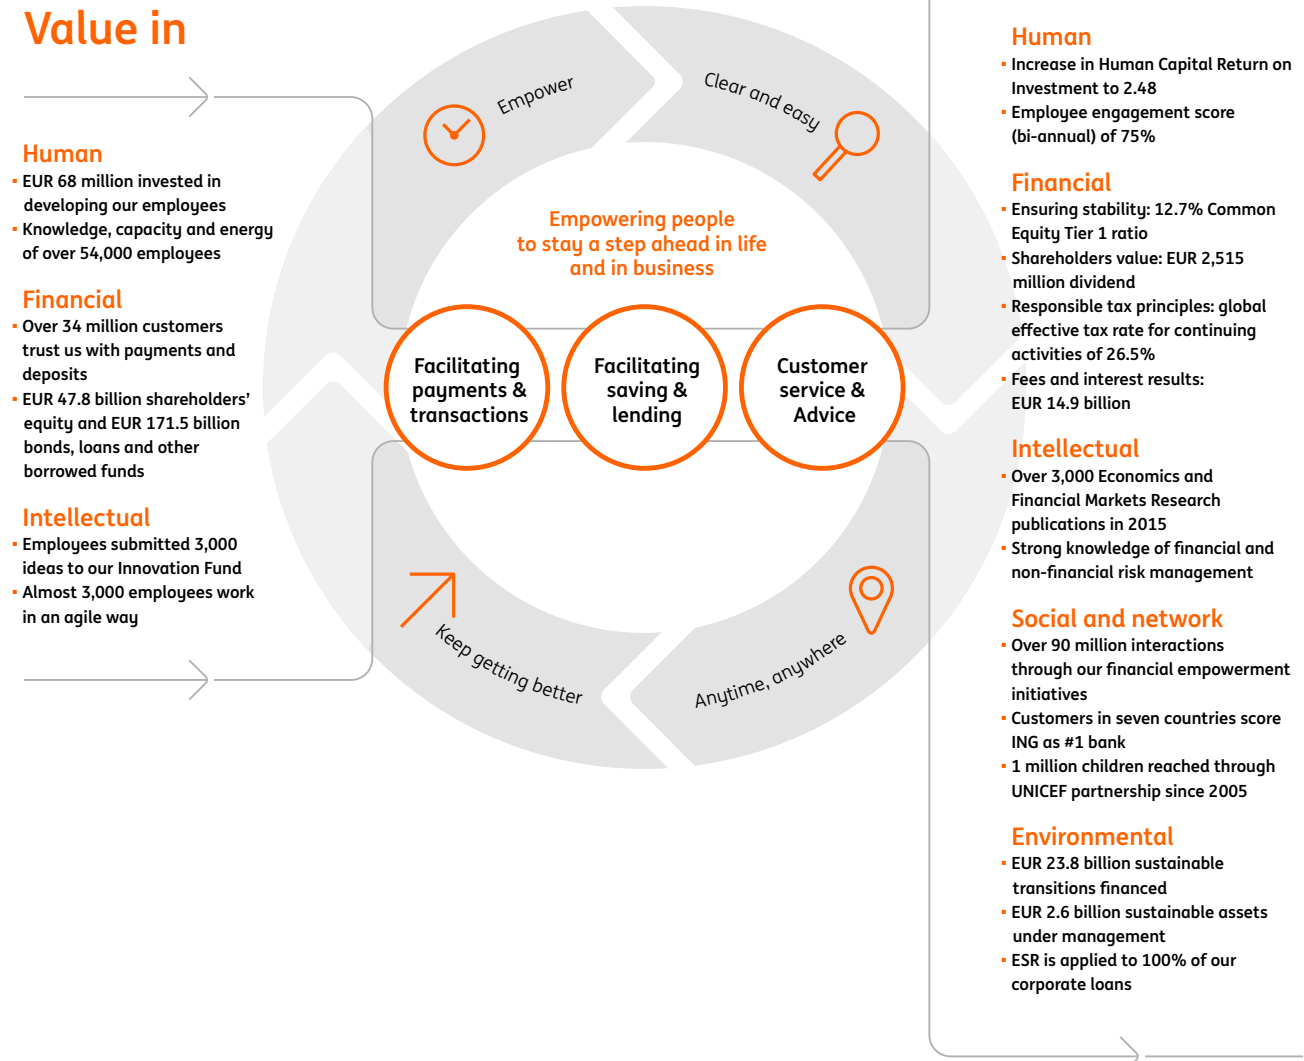 Value in
Human
▪ EUR 68 million invested in
developing our employees
▪ Knowledge, capacity and energy
of over 54,000 employees
Financial
▪ Over 34 million customers
trust us with payments and
deposits
▪ EUR 47.8 billion shareholders’
equity and EUR 171.5 billion
bonds, loans and other
borrowed funds
Intellectual
▪ Employees submitted 3,000
ideas to our Innovation Fund
▪ Almost 3,000 employees work
in an agile way
Empower
Clear and easy
Empowering people
to stay a step ahead in life
and in business
Facilitating
payments &
transactions
Facilitating
saving &
lending
Customer
service &
Advice
Keep getting better
Anytime, anywhere
Human
▪ Increase in Human Capital Return on
Investment to 2.48
▪ Employee engagement score
(bi-annual) of 75%
Financial
▪ Ensuring stability: 12.7% Common
Equity Tier 1 ratio
▪ Shareholders value: EUR 2,515
million dividend
▪ Responsible tax principles: global
effective tax rate for continuing
activities of 26.5%
▪ Fees and interest results:
EUR 14.9 billion
Intellectual
▪ Over 3,000 Economics and
Financial Markets Research
publications in 2015
▪ Strong knowledge of financial and
non-financial risk management
Social and network
▪ Over 90 million interactions
through our financial empowerment
initiatives
▪ Customers in seven countries score
ING as #1 bank
▪ 1 million children reached through
UNICEF partnership since 2005
Environmental
▪ EUR 23.8 billion sustainable
transitions financed
▪ EUR 2.6 billion sustainable assets
under management
▪ ESR is applied to 100% of our
corporate loans